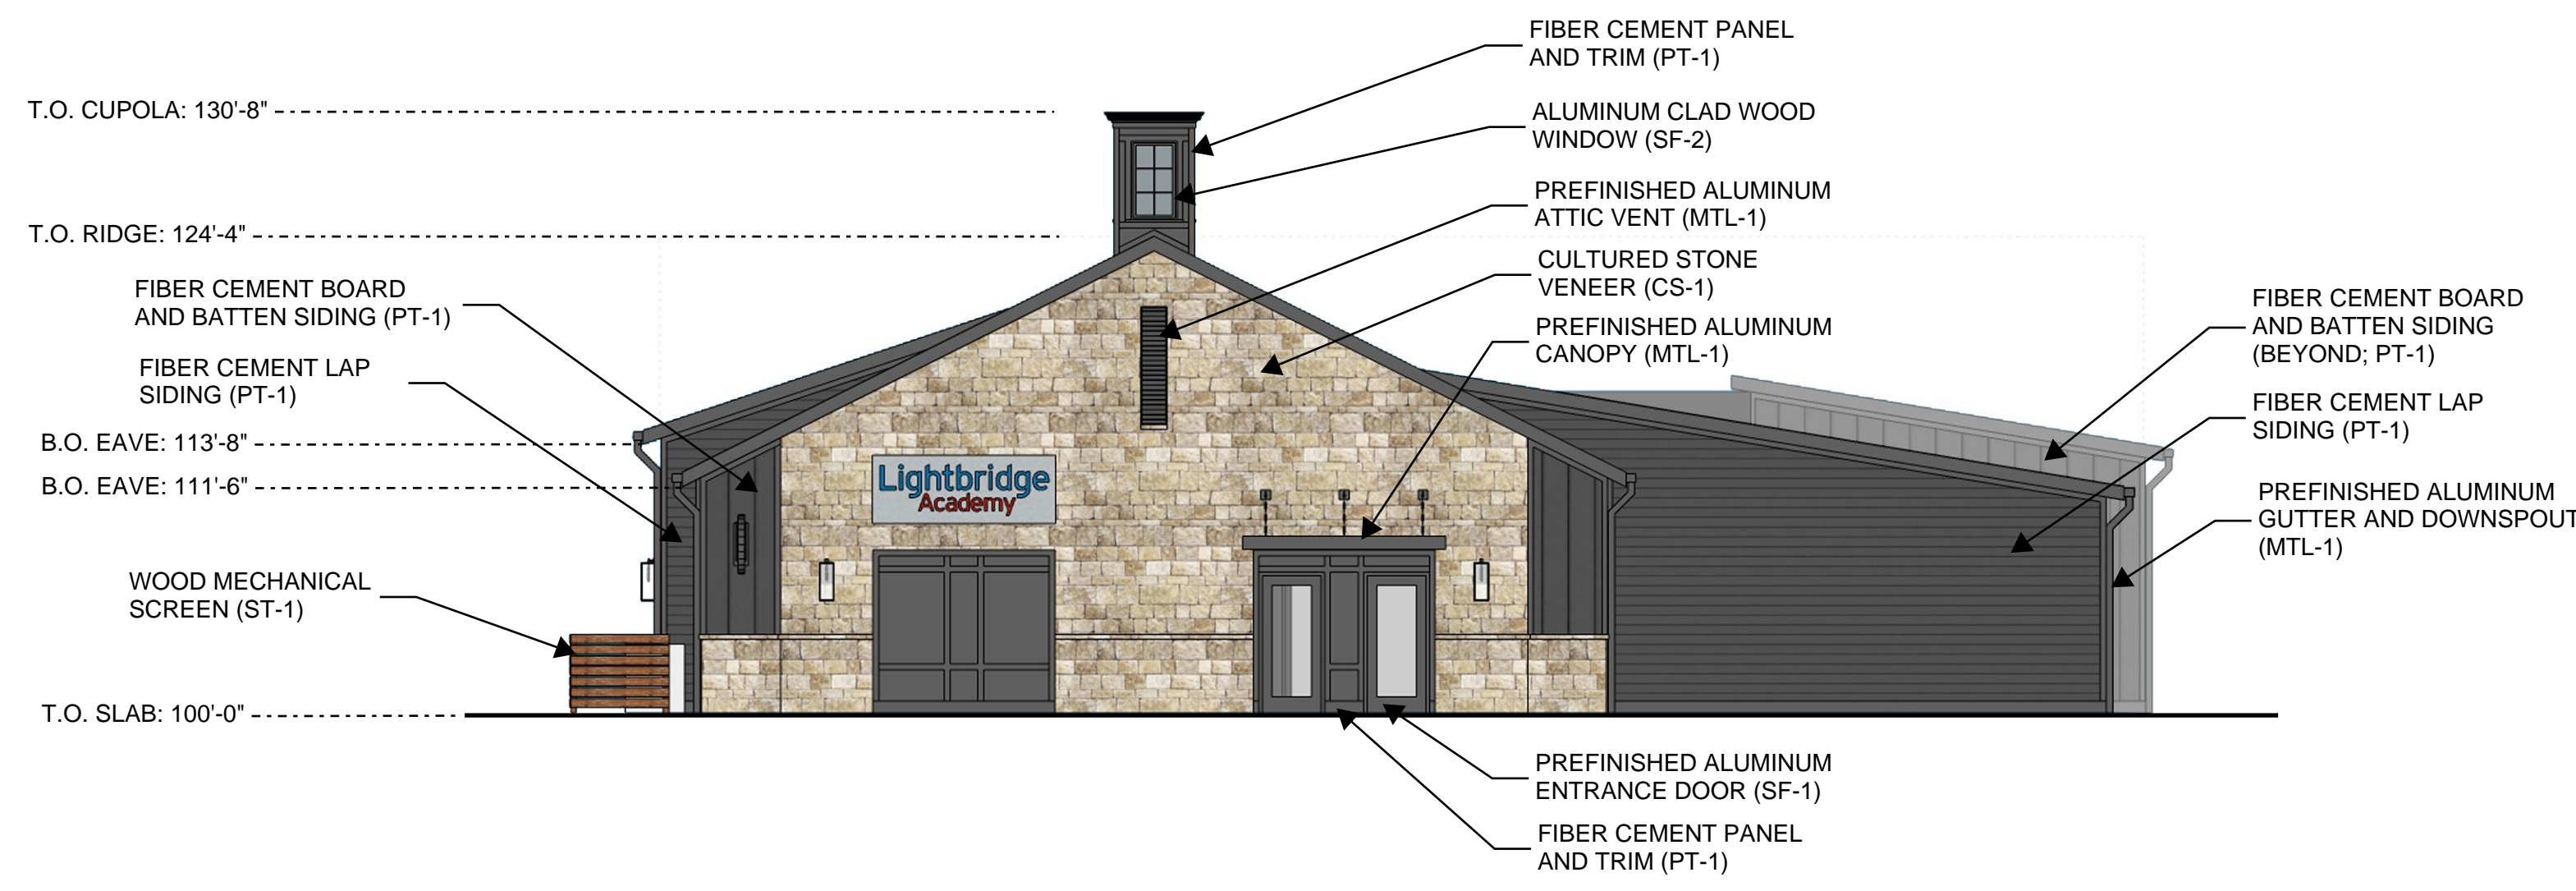 FIBER CEMENT PANEL
AND TRIM (PT-1)
T.O. CUPOLA: 130'-8"
ALUMINUM CLAD WOOD
WINDOW (SF-2)
PREFINISHED ALUMINUM
ATTIC VENT (MTL-1)
T.O. RIDGE: 124'-4"
CULTURED STONE
VENEER (CS-1)
FIBER CEMENT BOARD
AND BATTEN SIDING (PT-1)
FIBER CEMENT BOARD
AND BATTEN SIDING
(BEYOND; PT-1)
PREFINISHED ALUMINUM
CANOPY (MTL-1)
FIBER CEMENT LAP
SIDING (PT-1)
FIBER CEMENT LAP
SIDING (PT-1)
B.O. EAVE: 113'-8"
B.O. EAVE: 111'-6"
Lightbridge
Academy
PREFINISHED ALUMINUM
GUTTER AND DOWNSPOUT
(MTL-1)
WOOD MECHANICAL
SCREEN (ST-1)
T.O. SLAB: 100'-0"
PREFINISHED ALUMINUM
ENTRANCE DOOR (SF-1)
FIBER CEMENT PANEL
AND TRIM (PT-1)